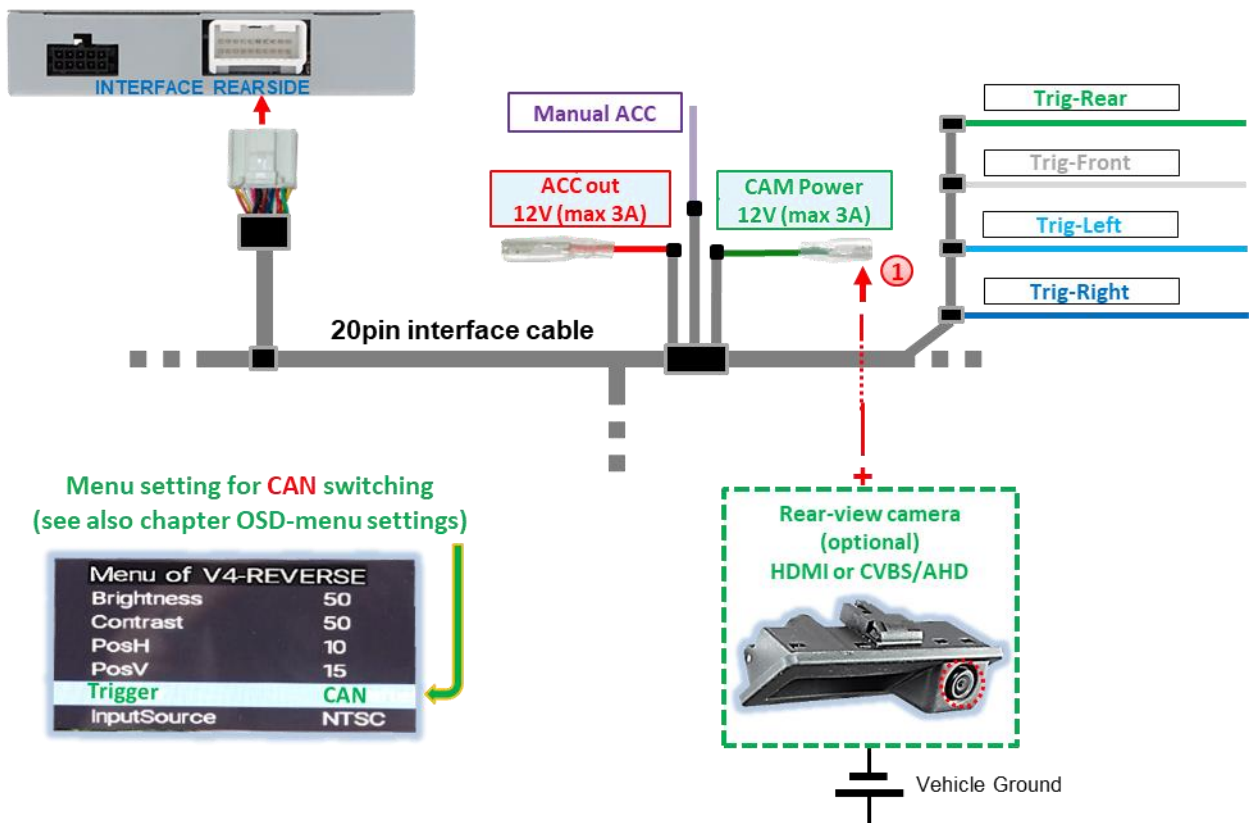 INTERFACE REARSIDE
Manual ACC
ACC out
12V (max 3A)
CAM Power
12V (max 3A)
1
Trig-Rear
Trig-Front
Trig-Left
Trig-Right
20pin interface cable
Menu setting for CAN switching
(see also chapter OSD-menu settings)
Menu of V4-REVERSE
Brightness 50
Contrast 50
PosH 10
PosV 15
Trigger CAN
InputSource NTSC
+
Rear-view camera
(optional)
HDMI or CVBS/AHD
Vehicle Ground